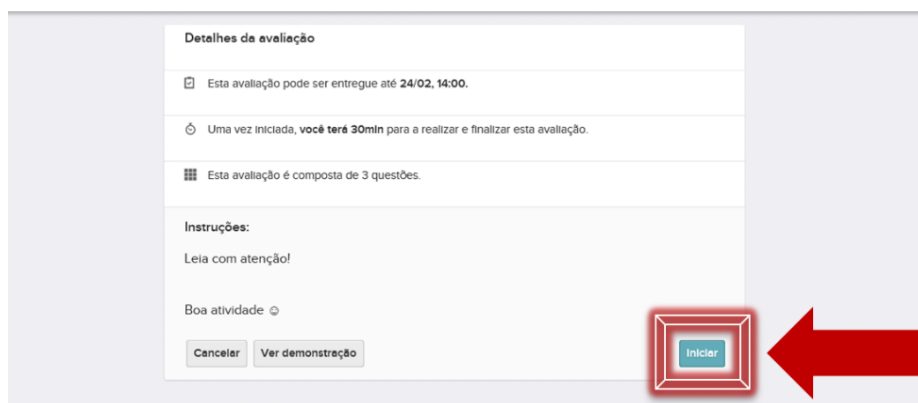 Detalhes da avaliação
Esta avaliação pode ser entregue até 24/02, 14:00.
Uma vez iniciada, você terá 30min para a realizar e finalizar esta avaliação.
Esta avaliação é composta de 3 questões.
Instruções:
Leia com atenção!
Boa atividade ☺
Cancelar Ver demonstração Iniciar